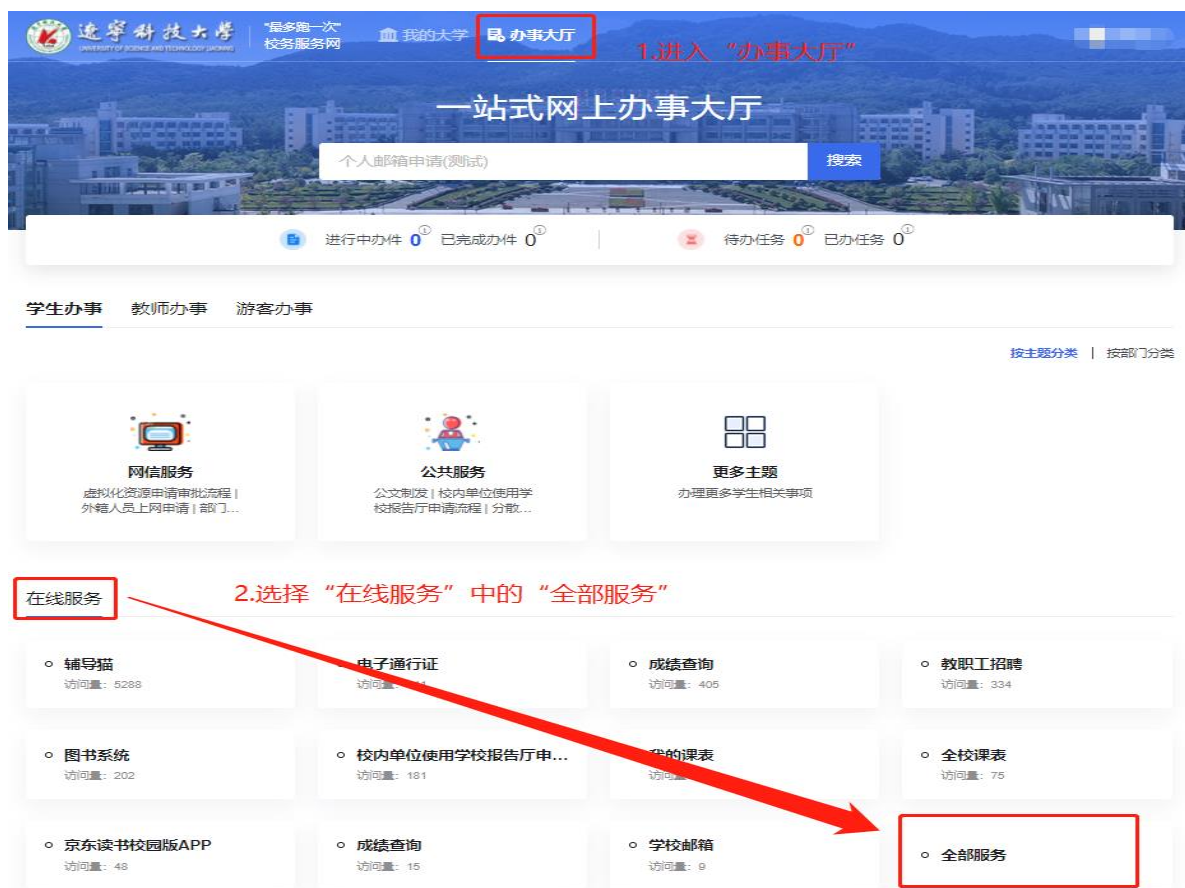 遼寧科技大學
UNIVERSITY OF SCIENCE AND TECHNOLOGY LIAONING
"最多跑一次"
校务服务网
我的大学
办事大厅
1.进入“办事大厅”
一站式网上办事大厅
个人邮箱申请(测试)
搜索
进行中办件 0 已完成办件 0
待办任务 0 已办任务 0
学生办事 教师办事 游客办事
按主题分类 | 按部门分类
网信服务
虚拟化资源申请审批流程 |
外籍人员上网申请 | 部门...
公共服务
公文制发 | 校内单位使用学
校报告厅申请流程 | 分散...
更多主题
办理更多学生相关事项
在线服务
2.选择“在线服务”中的“全部服务”
辅导猫
访问量: 5288
电子通行证
访问量:
成绩查询
访问量: 405
教职工招聘
访问量: 334
图书系统
访问量: 202
校内单位使用学校报告厅申...
访问量: 181
我的课表
访问量:
全校课表
访问量: 75
京东读书校园版APP
访问量: 48
成绩查询
访问量: 15
学校邮箱
访问量: 9
全部服务